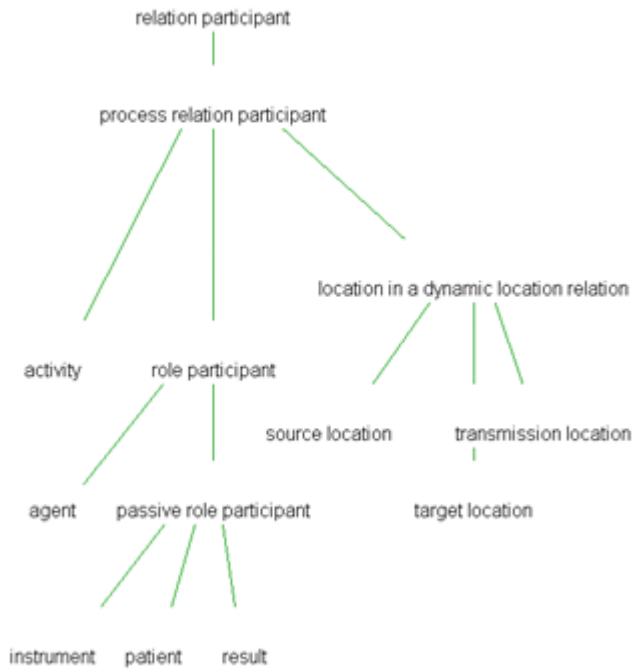 relation participant
process relation participant
location in a dynamic location relation
activity
role participant
source location
transmission location
agent
passive role participant
target location
instrument
patient
result